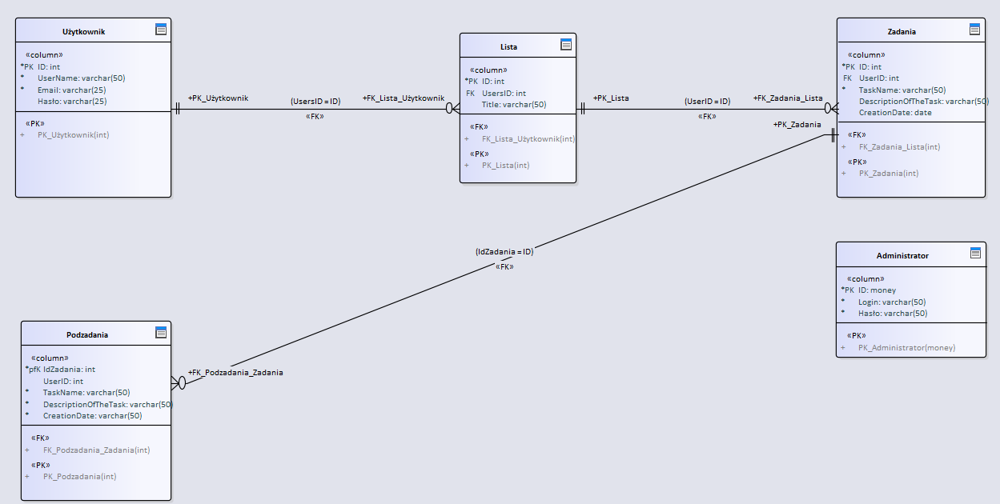 Użytkownik
«column»
*PK ID: int
* UserName: varchar(50)
* Email: varchar(25)
Hasło: varchar(25)
«PK»
+ PK_Użytkownik(int)
+PK_Użytkownik
(UsersID = ID)
«FK»
+FK_Lista_Użytkownik
Lista
«column»
*PK ID: int
FK UsersID: int
Title: varchar(50)
«FK»
+ FK_Lista_Użytkownik(int)
«PK»
+ PK_Lista(int)
+PK_Lista
(UserID = ID)
«FK»
+FK_Zadania_Lista
Zadania
«column»
*PK ID: int
FK UserID: int
* TaskName: varchar(50)
DescriptionOfTheTask: varchar(50)
CreationDate: date
«FK»
+ FK_Zadania_Lista(int)
«PK»
+ PK_Zadania(int)
+PK_Zadania
(IdZadania = ID)
«FK»
+FK_Podzadania_Zadania
Administrator
«column»
*PK ID: money
* Login: varchar(50)
* Hasło: varchar(50)
«PK»
+ PK_Administrator(money)
Podzadania
«column»
*pfK IdZadania: int
UserID: int
* TaskName: varchar(50)
* DescriptionOfTheTask: varchar(50)
* CreationDate: varchar(50)
«FK»
+ FK_Podzadania_Zadania(int)
«PK»
+ PK_Podzadania(int)